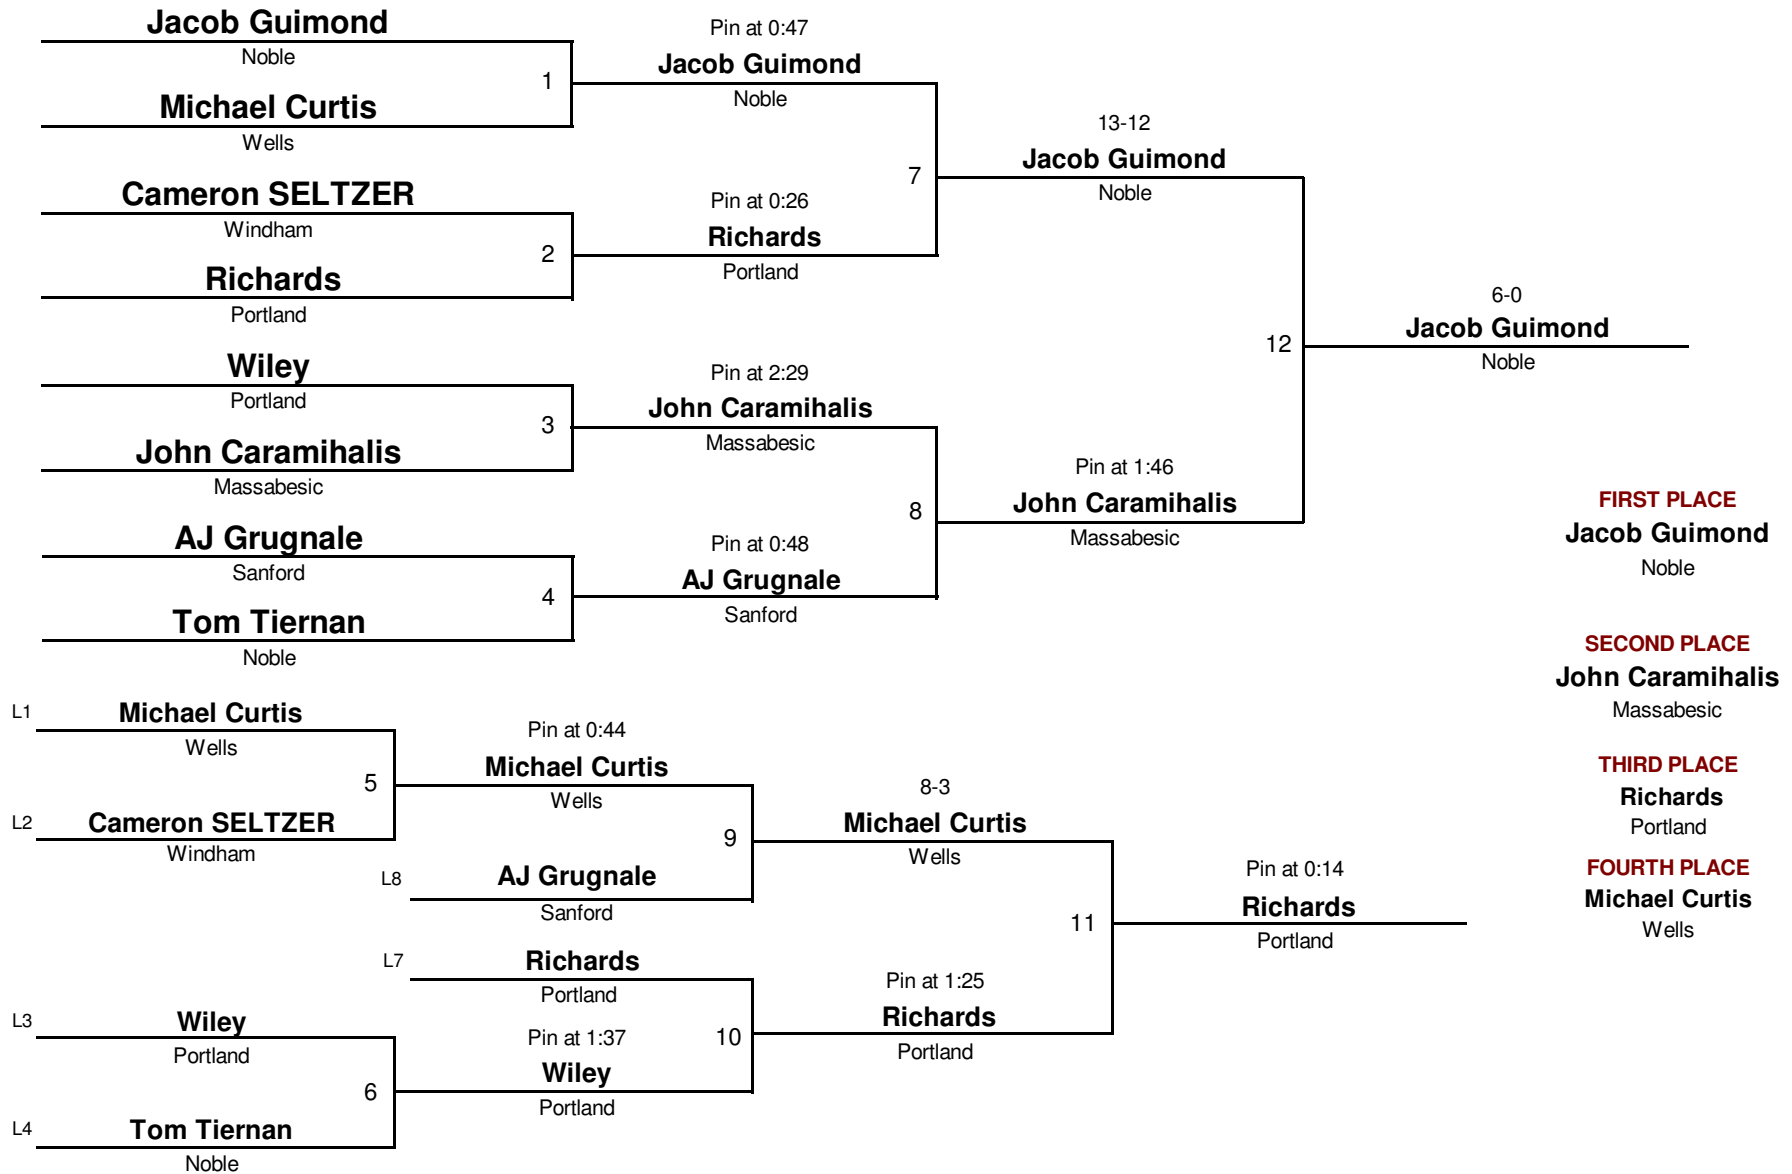 Jacob Guimond
Noble
1
Michael Curtis
Wells
Cameron SELTZER
Windham
2
Richards
Portland
Wiley
Portland
3
John Caramihalis
Massabesic
AJ Grugnale
Sanford
4
Tom Tiernan
Noble
Pin at 0:47
Jacob Guimond
Noble
7
Pin at 0:26
Richards
Portland
Pin at 2:29
John Caramihalis
Massabesic
8
Pin at 0:48
AJ Grugnale
Sanford
13-12
Jacob Guimond
Noble
12
Pin at 1:46
John Caramihalis
Massabesic
6-0
Jacob Guimond
Noble
L1
Michael Curtis
Wells
5
L2
Cameron SELTZER
Windham
L3
Wiley
Portland
6
L4
Tom Tiernan
Noble
Pin at 0:44
Michael Curtis
Wells
9
L8
AJ Grugnale
Sanford
L7
Richards
Portland
10
Pin at 1:37
Wiley
Portland
8-3
Michael Curtis
Wells
11
Pin at 1:25
Richards
Portland
Pin at 0:14
Richards
Portland
FIRST PLACE
Jacob Guimond
Noble
SECOND PLACE
John Caramihalis
Massabesic
THIRD PLACE
Richards
Portland
FOURTH PLACE
Michael Curtis
Wells